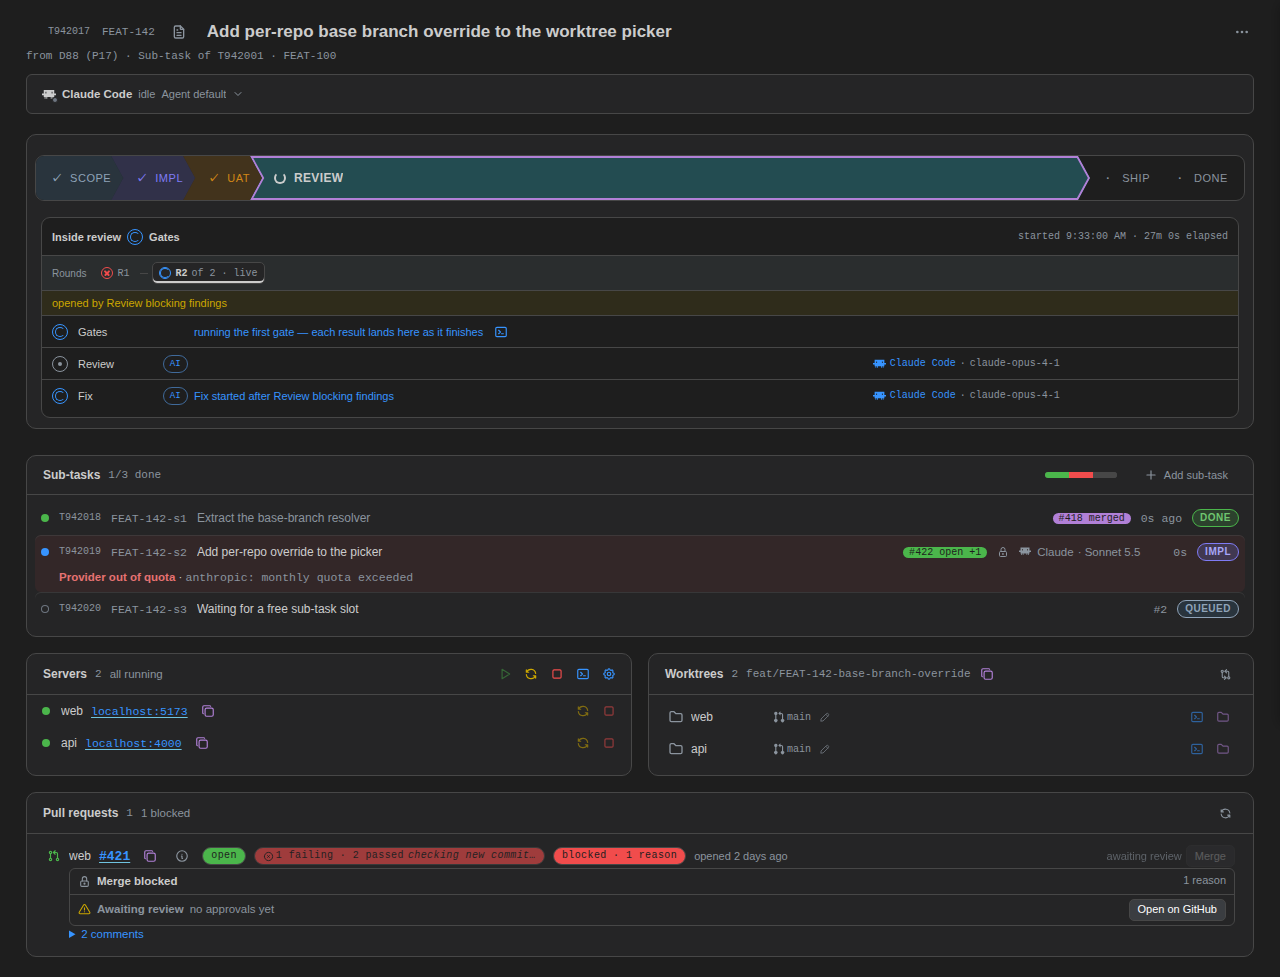 T942017 FEAT-142 Add per-repo base branch override to the worktree picker
from D88 (P17) · Sub-task of T942001 · FEAT-100
Claude Code idle Agent default
SCOPE IMPL UAT REVIEW SHIP DONE
Inside review Gates started 9:33:00 AM · 27m 0s elapsed
Rounds R1 — R2 of 2 · live
opened by Review blocking findings
Gates running the first gate — each result lands here as it finishes
Review AI Claude Code · claude-opus-4-1
Fix AI Fix started after Review blocking findings Claude Code · claude-opus-4-1
Sub-tasks 1/3 done Add sub-task
T942018 FEAT-142-s1 Extract the base-branch resolver #418 merged 0s ago DONE
T942019 FEAT-142-s2 Add per-repo override to the picker #422 open +1 Claude · Sonnet 5.5 0s IMPL
Provider out of quota · anthropic: monthly quota exceeded
T942020 FEAT-142-s3 Waiting for a free sub-task slot #2 QUEUED
Servers 2 all running
web localhost:5173
api localhost:4000
Worktrees 2 feat/FEAT-142-base-branch-override
web main
api main
Pull requests 1 1 blocked
web #421 open 1 failing · 2 passed checking new commit… blocked · 1 reason opened 2 days ago awaiting review Merge
Merge blocked 1 reason
Awaiting review no approvals yet Open on GitHub
2 comments